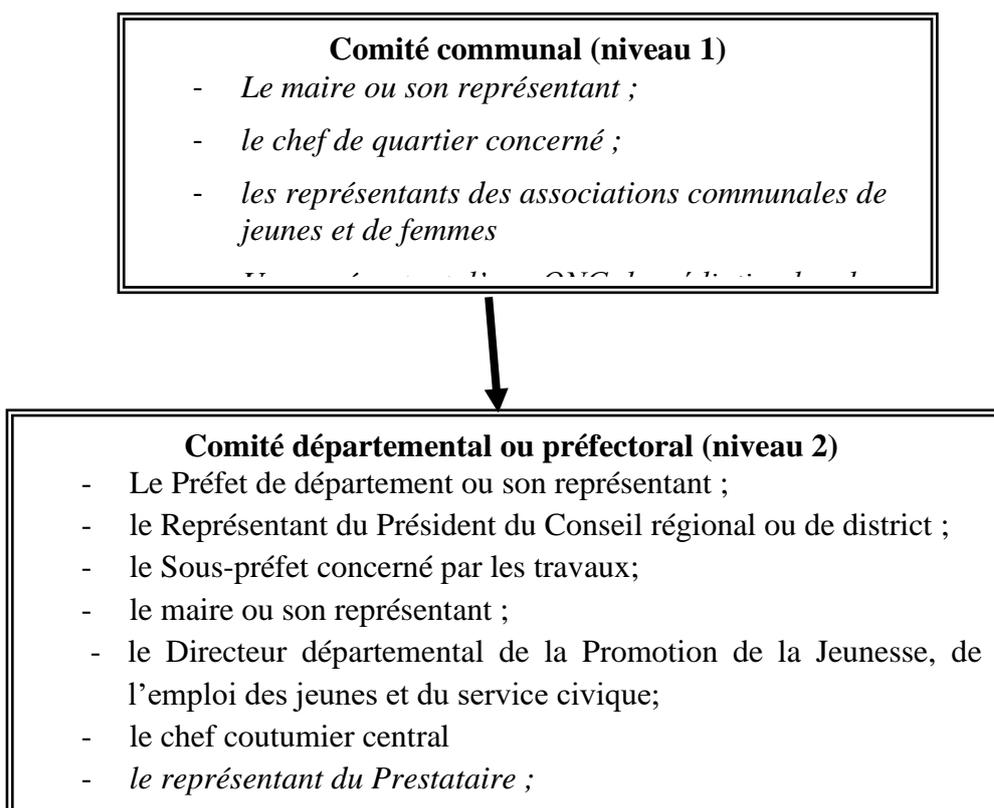 Comité communal (niveau 1)
- Le maire ou son représentant ;
- le chef de quartier concerné ;
- les représentants des associations communales de
jeunes et de femmes
Comité départemental ou préfectoral (niveau 2)
- Le Préfet de département ou son représentant ;
- le Représentant du Président du Conseil régional ou de district ;
- le Sous-préfet concerné par les travaux;
- le maire ou son représentant ;
- le Directeur départemental de la Promotion de la Jeunesse, de
l’emploi des jeunes et du service civique;
- le chef coutumier central
- le représentant du Prestataire ;